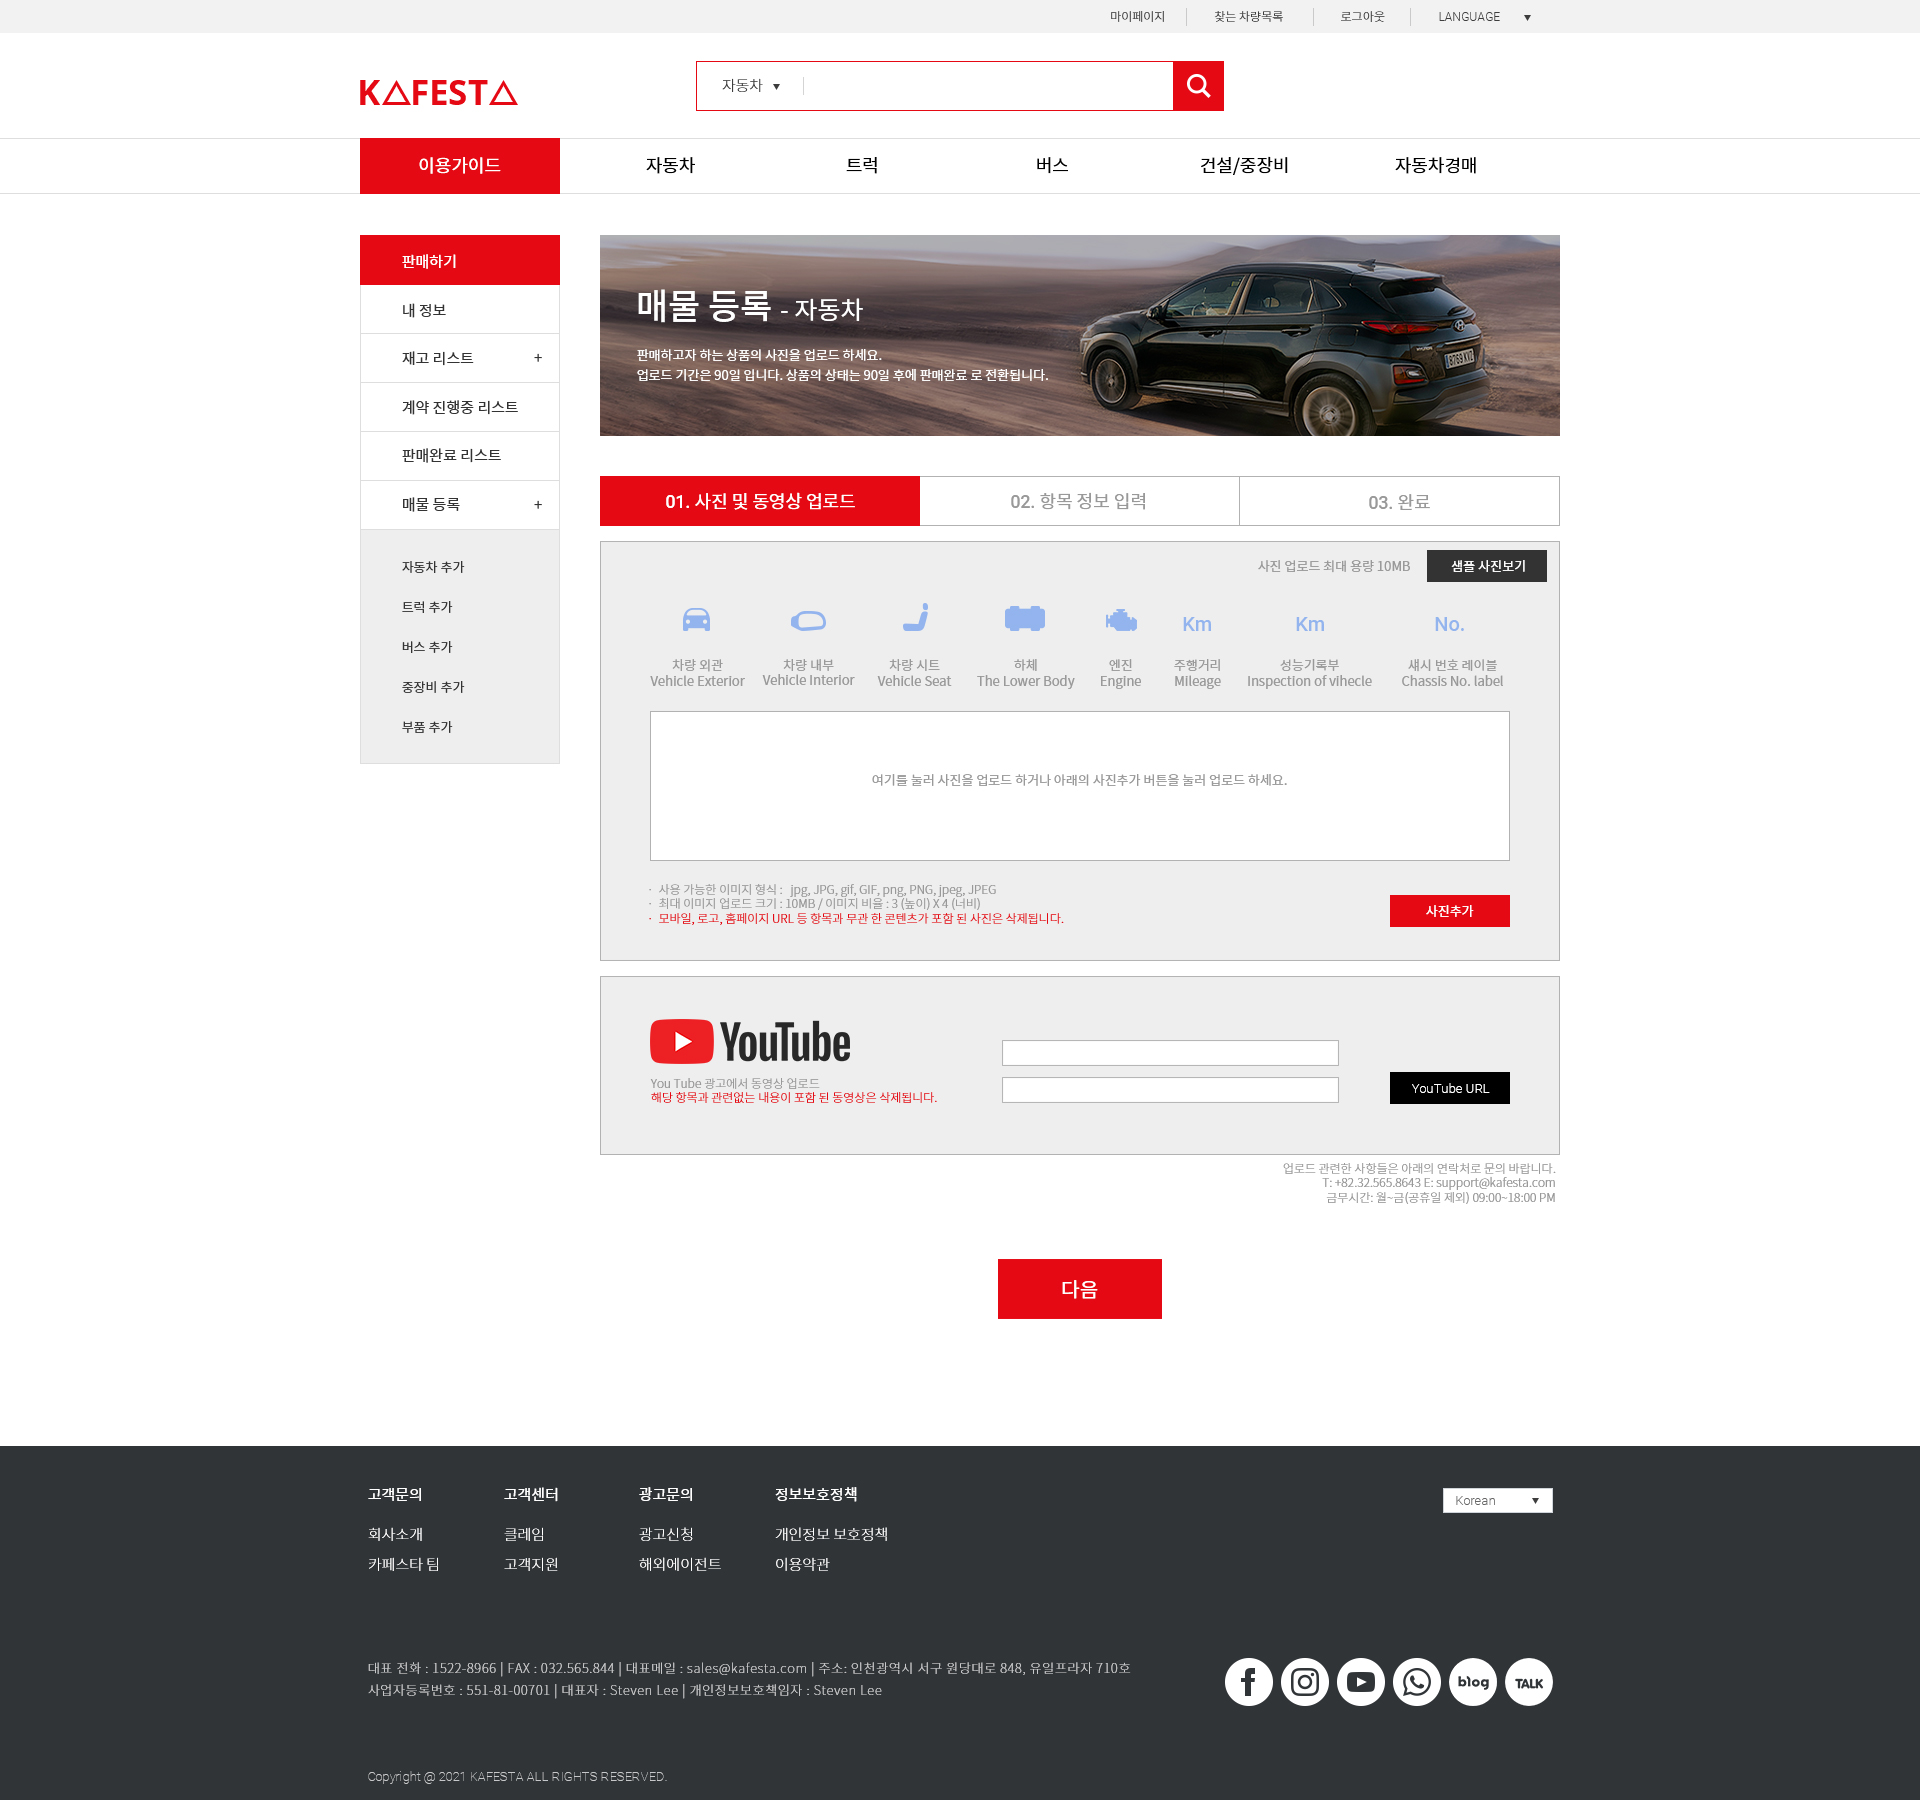 마이페이지
찾는 차량목록
로그아웃
LANGUAGE
KAFESTA
자동차
이용가이드
자동차
트럭
버스
건설/중장비
자동차경매
판매하기
내 정보
재고 리스트 +
계약 진행중 리스트
판매완료 리스트
매물 등록 +
자동차 추가
트럭 추가
버스 추가
중장비 추가
부품 추가
매물 등록 - 자동차
판매하고자 하는 상품의 사진을 업로드 하세요.
업로드 기간은 90일 입니다. 상품의 상태는 90일 후에 판매완료 로 전환됩니다.
01. 사진 및 동영상 업로드
02. 항목 정보 입력
03. 완료
사진 업로드 최대 용량 10MB
샘플 사진보기
Km
Km
No.
차량 외관
Vehicle Exterior
차량 내부
Vehicle Interior
차량 시트
Vehicle Seat
하체
The Lower Body
엔진
Engine
주행거리
Mileage
성능기록부
Inspection of vihecle
섀시 번호 레이블
Chassis No. label
여기를 눌러 사진을 업로드 하거나 아래의 사진추가 버튼을 눌러 업로드 하세요.
· 사용 가능한 이미지 형식 : jpg, JPG, gif, GIF, png, PNG, jpeg, JPEG
· 최대 이미지 업로드 크기 : 10MB / 이미지 비율 : 3 (높이) X 4 (너비)
· 모바일, 로고, 홈페이지 URL 등 항목과 무관 한 콘텐츠가 포함 된 사진은 삭제됩니다.
사진추가
YouTube
You Tube 광고에서 동영상 업로드
해당 항목과 관련없는 내용이 포함 된 동영상은 삭제됩니다.
YouTube URL
업로드 관련한 사항들은 아래의 연락처로 문의 바랍니다.
T: +82.32.565.8643 E: support@kafesta.com
금무시간: 월~금(공휴일 제외) 09:00~18:00 PM
다음
고객문의
회사소개
카페스타 팀
고객센터
클레임
고객지원
광고문의
광고신청
해외에이전트
정보보호정책
개인정보 보호정책
이용약관
Korean
대표 전화 : 1522-8966 | FAX : 032.565.844 | 대표메일 : sales@kafesta.com | 주소: 인천광역시 서구 원당대로 848, 유일프라자 710호
사업자등록번호 : 551-81-00701 | 대표자 : Steven Lee | 개인정보보호책임자 : Steven Lee
blog
TALK
Copyright @ 2021 KAFESTA ALL RIGHTS RESERVED.